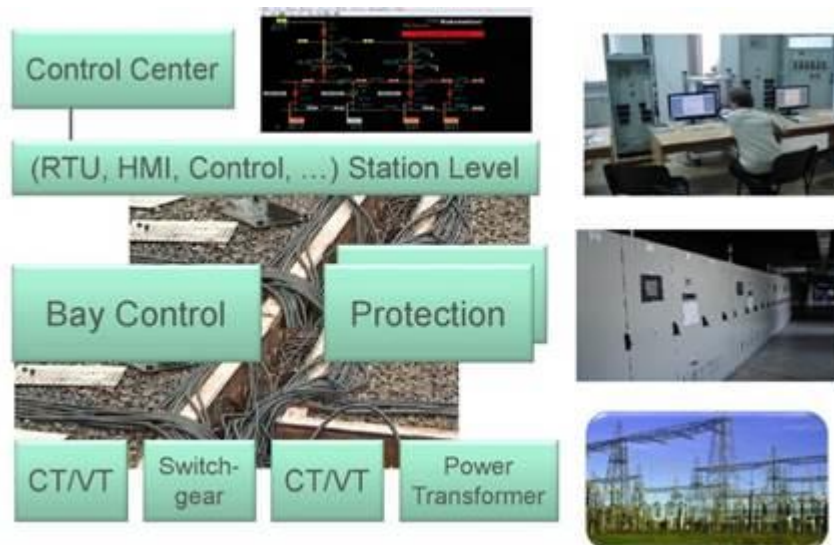 Control Center
(RTU, HMI, Control, ...) Station Level
Bay Control
Protection
CT/VT
Switch-
gear
CT/VT
Power
Transformer